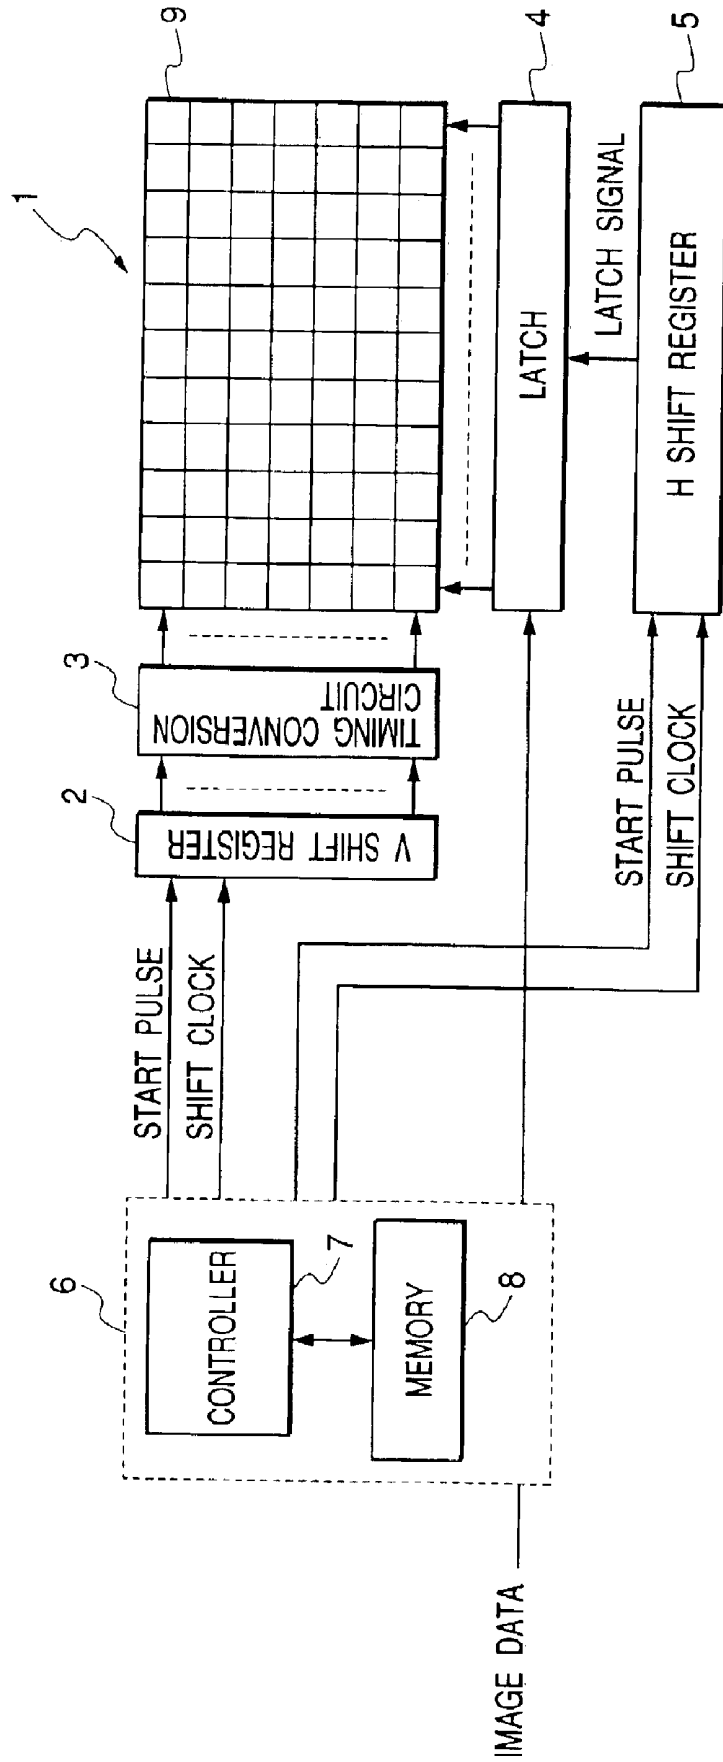 1
9
2
3
START PULSE
SHIFT CLOCK
V SHIFT REGISTER
TIMING CONVERSION
CIRCUIT
6
CONTROLLER
7
MEMORY
8
LATCH
4
LATCH SIGNAL
START PULSE
SHIFT CLOCK
H SHIFT REGISTER
5
IMAGE DATA